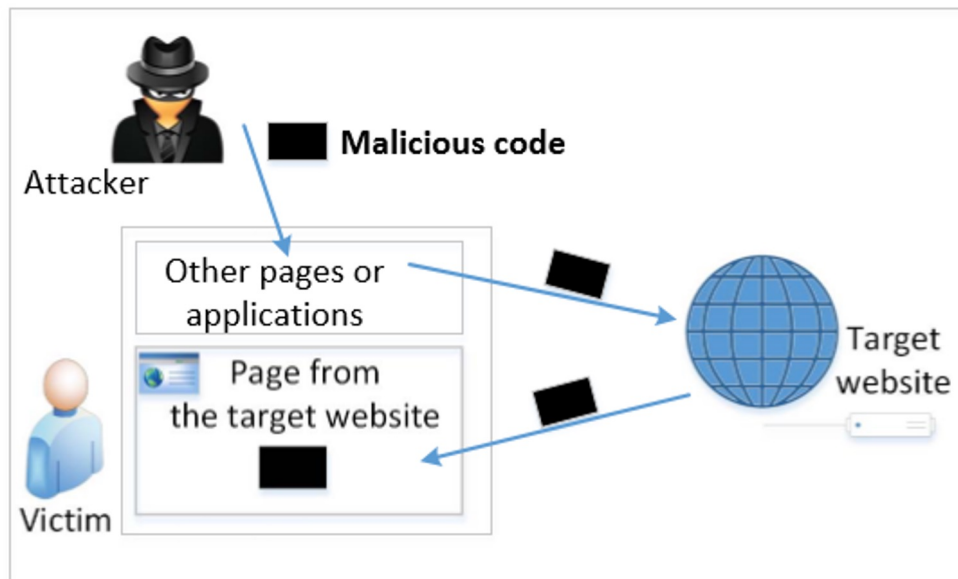 Malicious code
Attacker
Other pages or
applications
Page from
the target website
Target
website
Victim